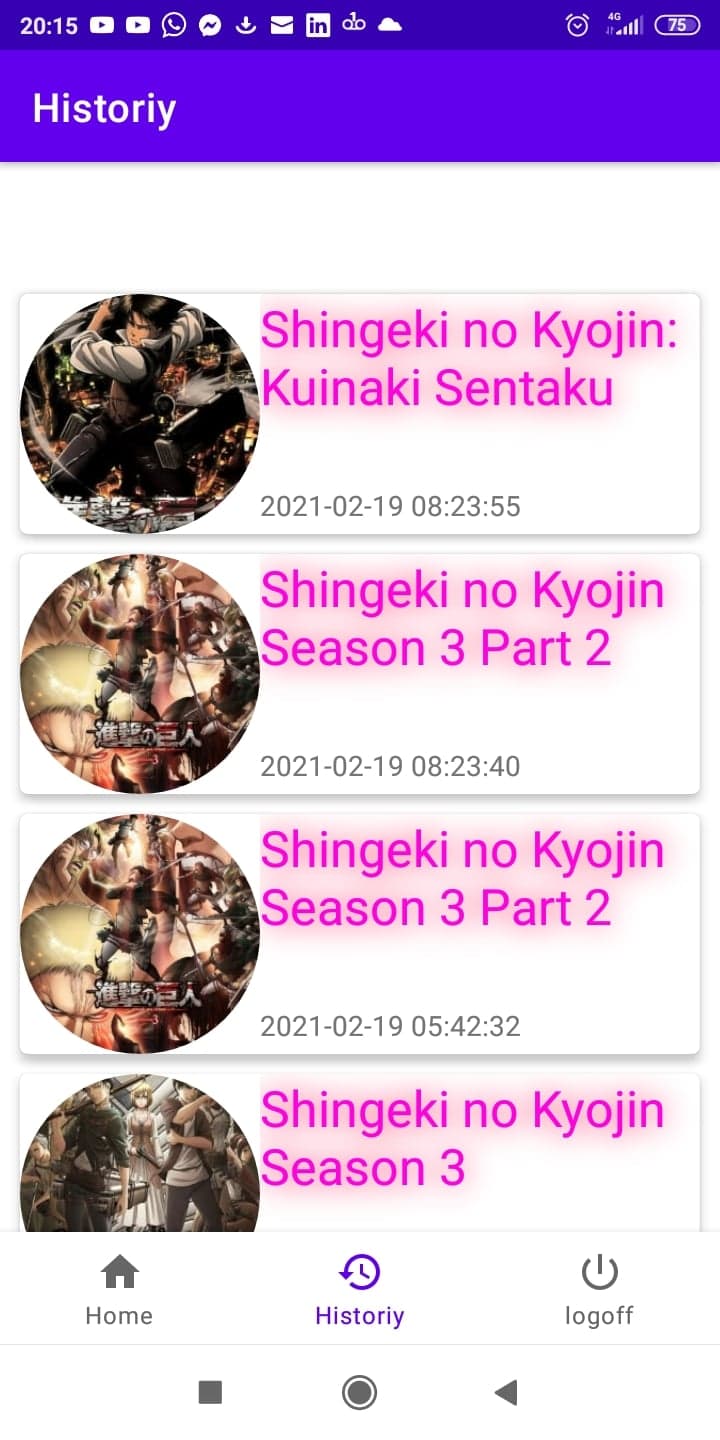 20:15
4G
75
Historiy
Shingeki no Kyojin:
Kuinaki Sentaku
2021-02-19 08:23:55
Shingeki no Kyojin
Season 3 Part 2
進撃の巨人
3
2021-02-19 08:23:40
Shingeki no Kyojin
Season 3 Part 2
進撃の巨人
3
2021-02-19 05:42:32
Shingeki no Kyojin
Season 3
Home
Historiy
logoff